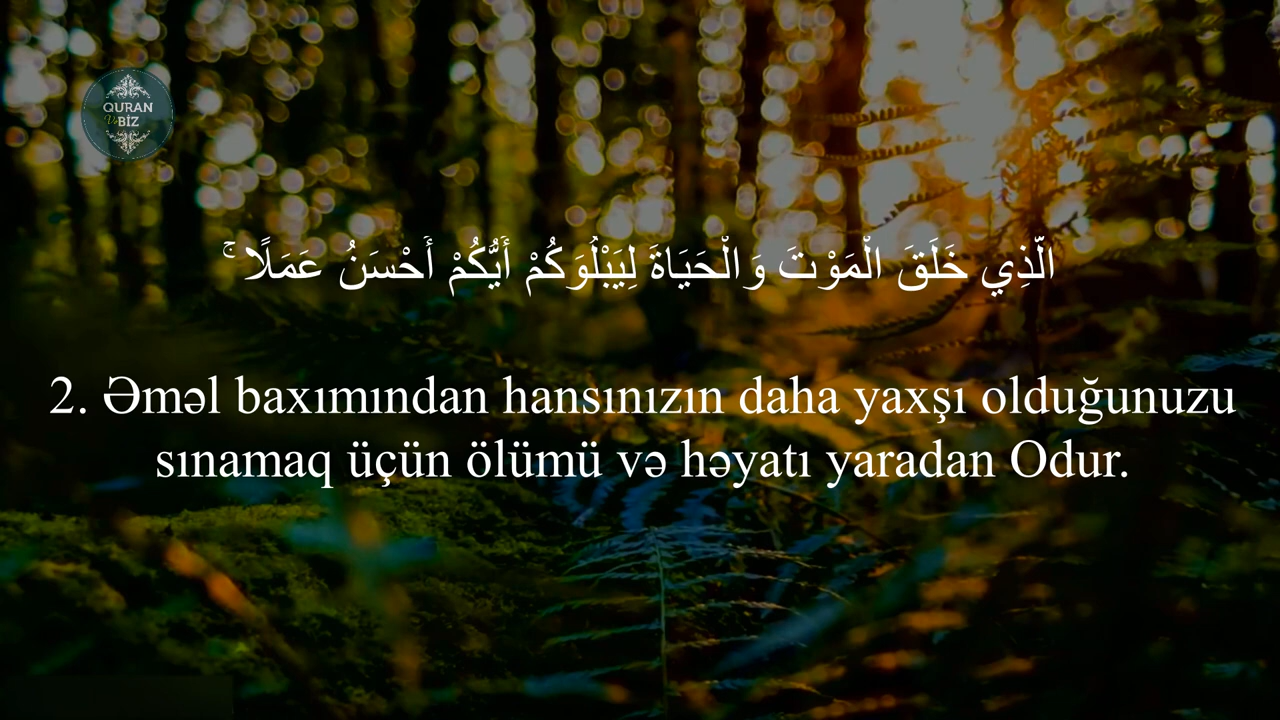 QURAN
Və BİZ
الَّذِي خَلَقَ الْمَوْتَ وَالْحَيَاةَ لِيَبْلُوَكُمْ أَيُّكُمْ أَحْسَنُ عَمَلًا ۚ
2. Əməl baxımından hansınızın daha yaxşı olduğunuzu
sınamaq üçün ölümü və həyatı yaradan Odur.